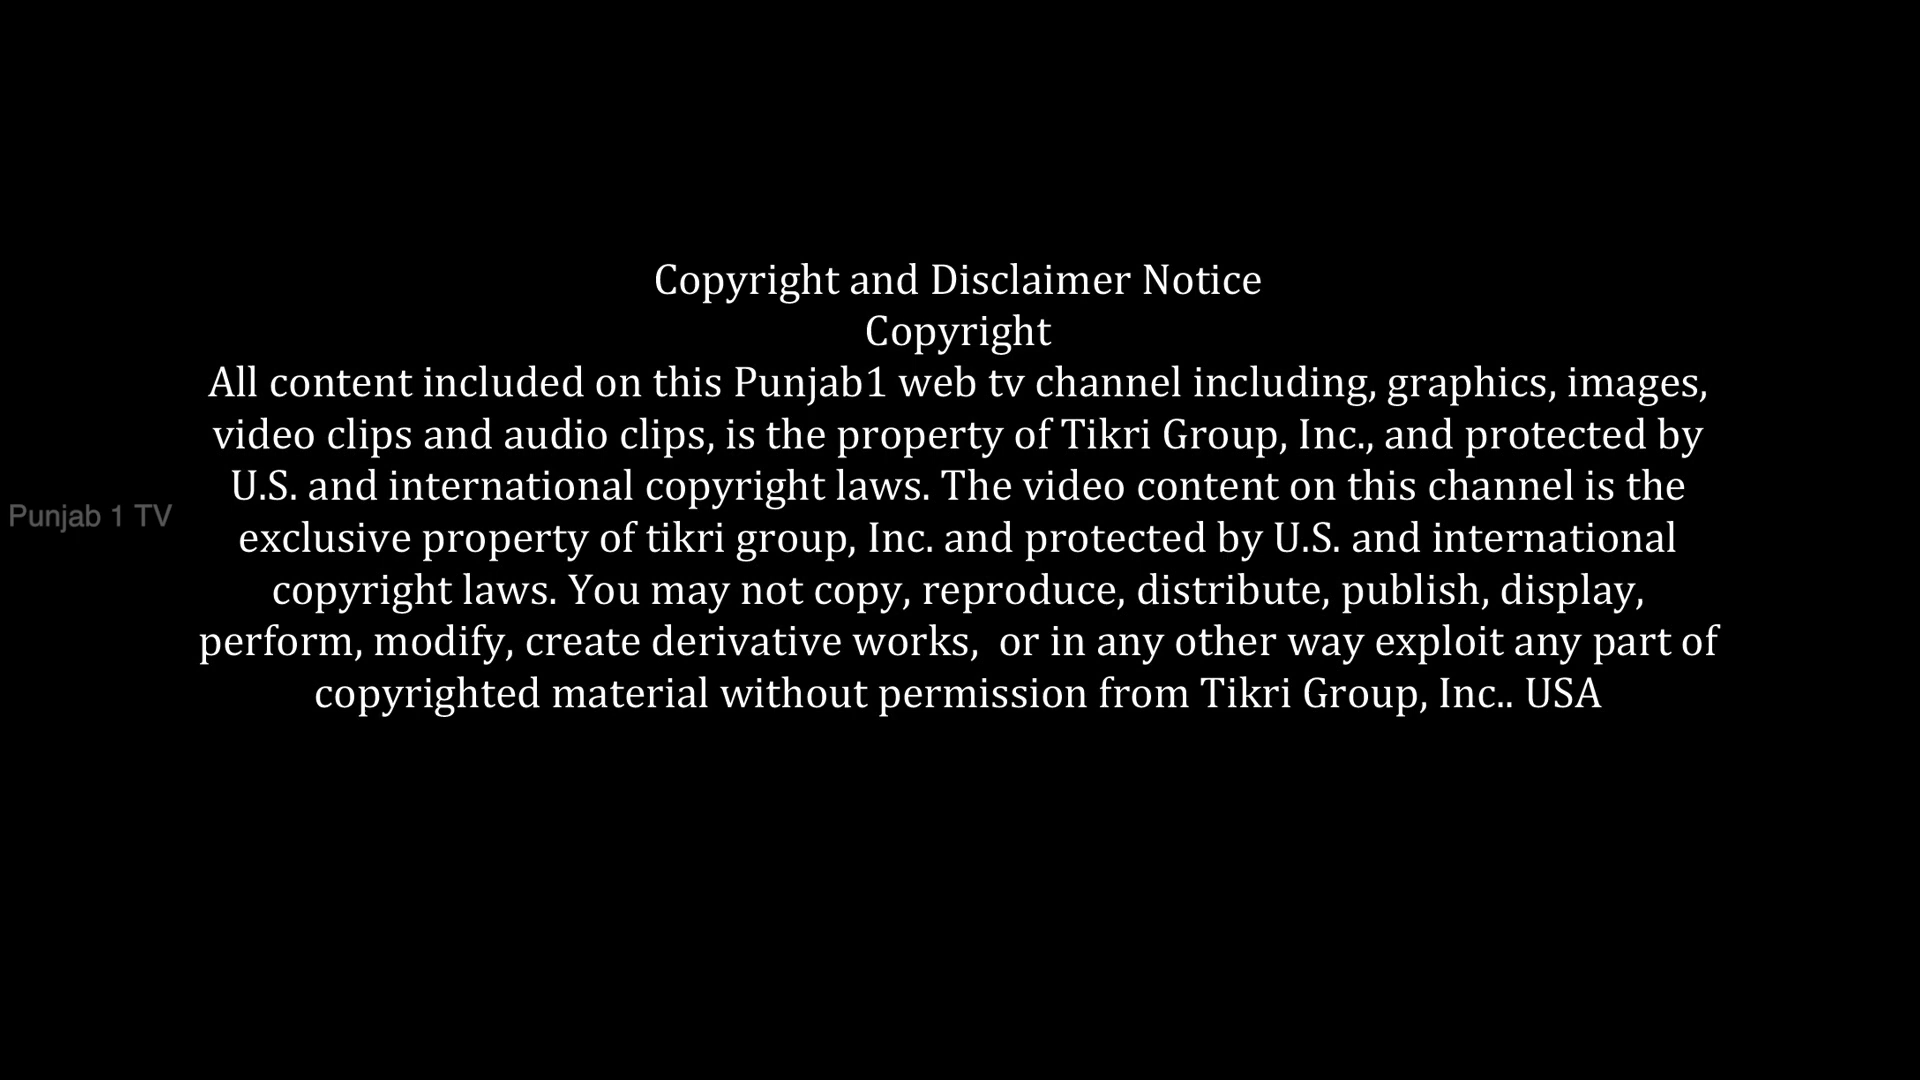 Copyright and Disclaimer Notice
Copyright
All content included on this Punjab1 web tv channel including, graphics, images,
video clips and audio clips, is the property of Tikri Group, Inc., and protected by
U.S. and international copyright laws. The video content on this channel is the
Punjab 1 TV
exclusive property of tikri group, Inc. and protected by U.S. and international
copyright laws. You may not copy, reproduce, distribute, publish, display,
perform, modify, create derivative works,  or in any other way exploit any part of
copyrighted material without permission from Tikri Group, Inc.. USA